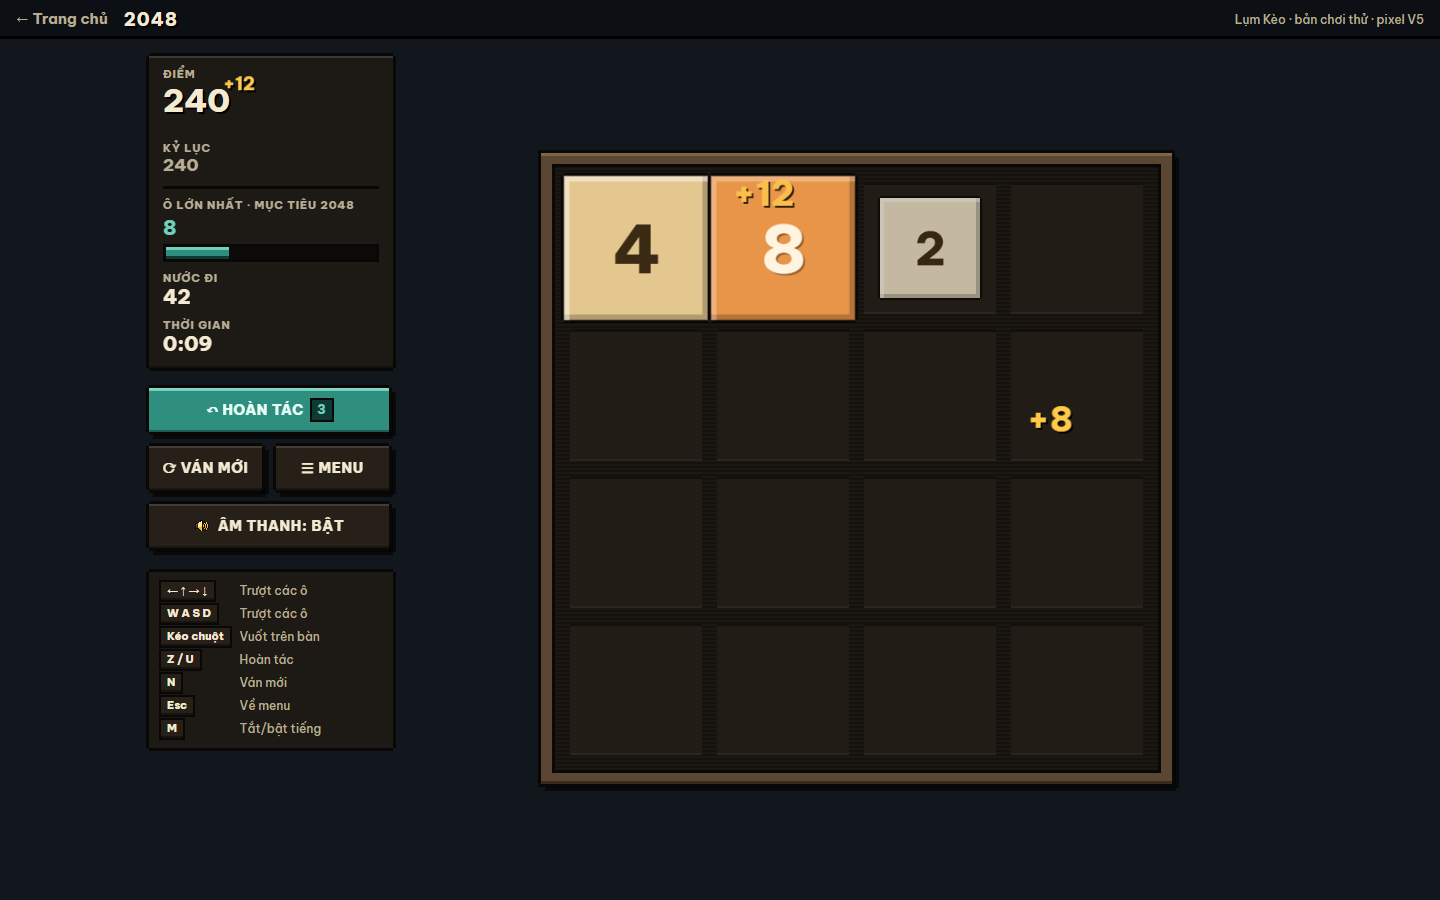 ← Trang chủ 2048
Lụm Kèo · bản chơi thử · pixel V5
ĐIỂM
240 +12
KỶ LỤC
240
Ô LỚN NHẤT · MỤC TIÊU 2048
8
NƯỚC ĐI
42
THỜI GIAN
0:09
↶ HOÀN TÁC 3
⟳ VÁN MỚI
☰ MENU
🔊 ÂM THANH: BẬT
←↑→↓ Trượt các ô
W A S D Trượt các ô
Kéo chuột Vuốt trên bàn
Z / U Hoàn tác
N Ván mới
Esc Về menu
M Tắt/bật tiếng
+12
4 8 2
+8